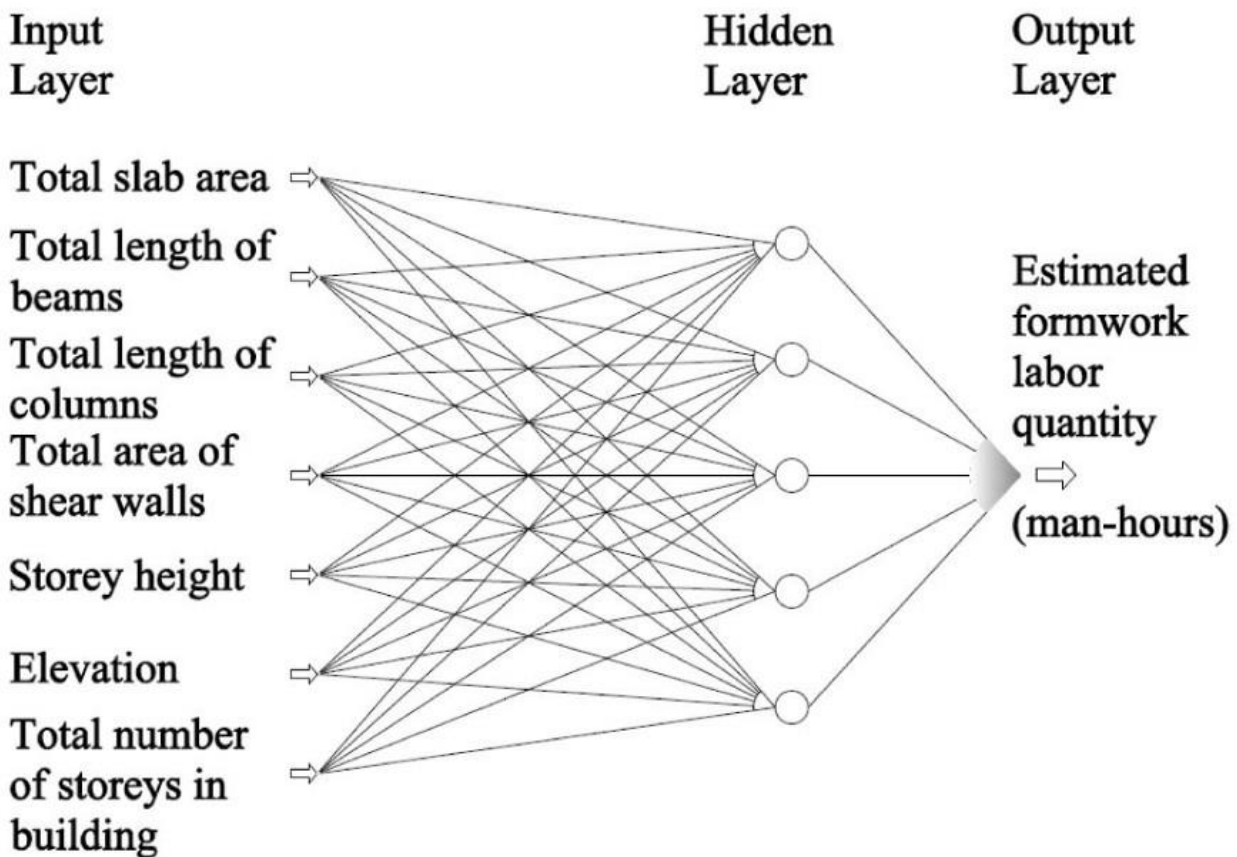 Input
Layer
Hidden
Layer
Output
Layer
Total slab area
Total length of
beams
Total length of
columns
Total area of
shear walls
Storey height
Elevation
Total number
of storeys in
building
Estimated
formwork
labor
quantity
(man-hours)